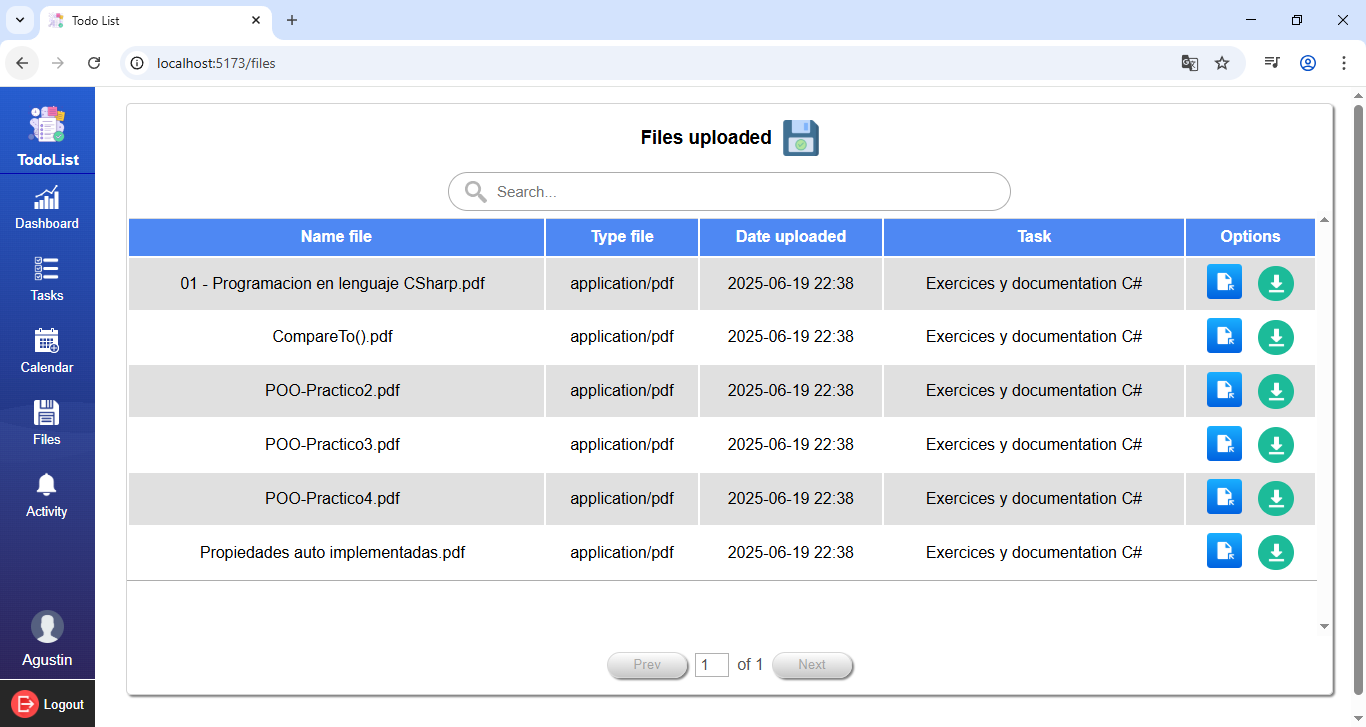 Todo List
localhost:5173/files
TodoList
Dashboard
Tasks
Calendar
Files
Activity
Agustin
Logout
Files uploaded
Search...
Name file Type file Date uploaded Task Options
01 - Programacion en lenguaje CSharp.pdf application/pdf 2025-06-19 22:38 Exercices y documentation C#
CompareTo().pdf application/pdf 2025-06-19 22:38 Exercices y documentation C#
POO-Practico2.pdf application/pdf 2025-06-19 22:38 Exercices y documentation C#
POO-Practico3.pdf application/pdf 2025-06-19 22:38 Exercices y documentation C#
POO-Practico4.pdf application/pdf 2025-06-19 22:38 Exercices y documentation C#
Propiedades auto implementadas.pdf application/pdf 2025-06-19 22:38 Exercices y documentation C#
Prev 1 of 1 Next